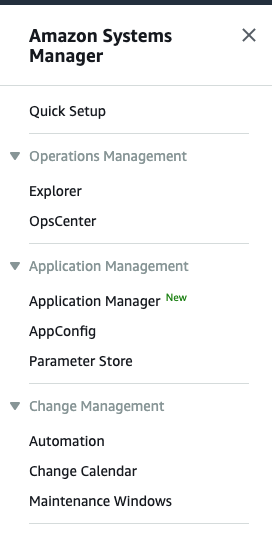 Amazon Systems
Manager
Quick Setup
Operations Management
Explorer
OpsCenter
Application Management
Application Manager New
AppConfig
Parameter Store
Change Management
Automation
Change Calendar
Maintenance Windows